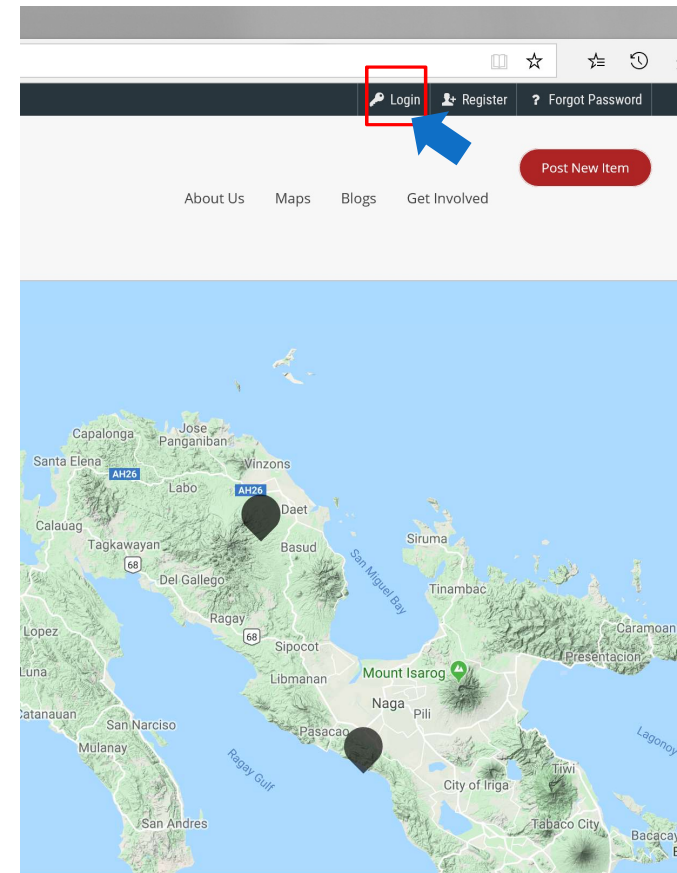 Login
Register
? Forgot Password
Post New Item
About Us
Maps
Blogs
Get Involved
Capalonga
Jose
Panganiban
Santa Elena
AH26
Vinzons
Labo
AH26
Daet
Calauag
Tagkawayan
68
Basud
Siruma
San Miguel Bay
Del Gallego
Tinambac
Ragay
68
Lopez
Caramoan
Sipocot
Presentacion
Luna
Libmanan
Mount Isarog
Naga
Pili
Catanauan
San Narciso
Pasacao
Lagonoy
Mulanay
Ragay Gulf
Tiwi
City of Iriga
San Andres
Tabaco City
Bacacay